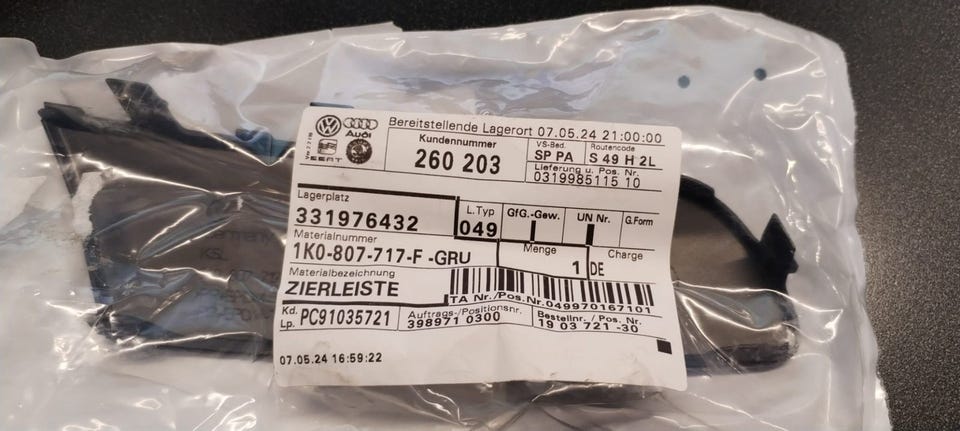 Bereitstellende Lagerort 07.05.24 21:00:00
Audi
SEAT
Kundennummer
260 203
VS-Bed.
SP PA
Routencode
S 49 H 2L
Lieferung u. Pos. Nr.
0319985115 10
Lagerplatz
331976432
L.Typ
049
GfG.-Gew.
UN Nr.
G.Form
Materialnummer
1K0-807-717-F -GRU
Menge
1 DE
Charge
Materialbezeichnung
ZIERLEISTE
TA Nr./Pos.Nr.049970167101
Kd.
Lp. PC91035721
Auftrags-/Positionsnr.
398971 0300
Bestellnr. / Pos. Nr.
19 03 721 -30
07.05.24 16:59:22